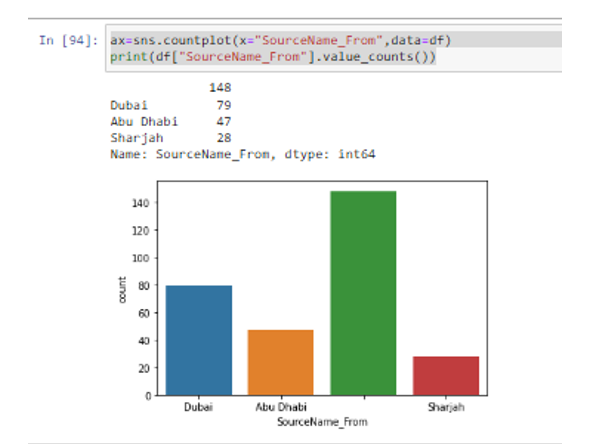 In [94]: ax=sns.countplot(x="SourceName_From",data=df)
print(df["SourceName_From"].value_counts())
148
Dubai 79
Abu Dhabi 47
Sharjah 28
Name: SourceName_From, dtype: int64
140
120
100
80
60
40
20
0
count
Dubai Abu Dhabi Sharjah
SourceName_From